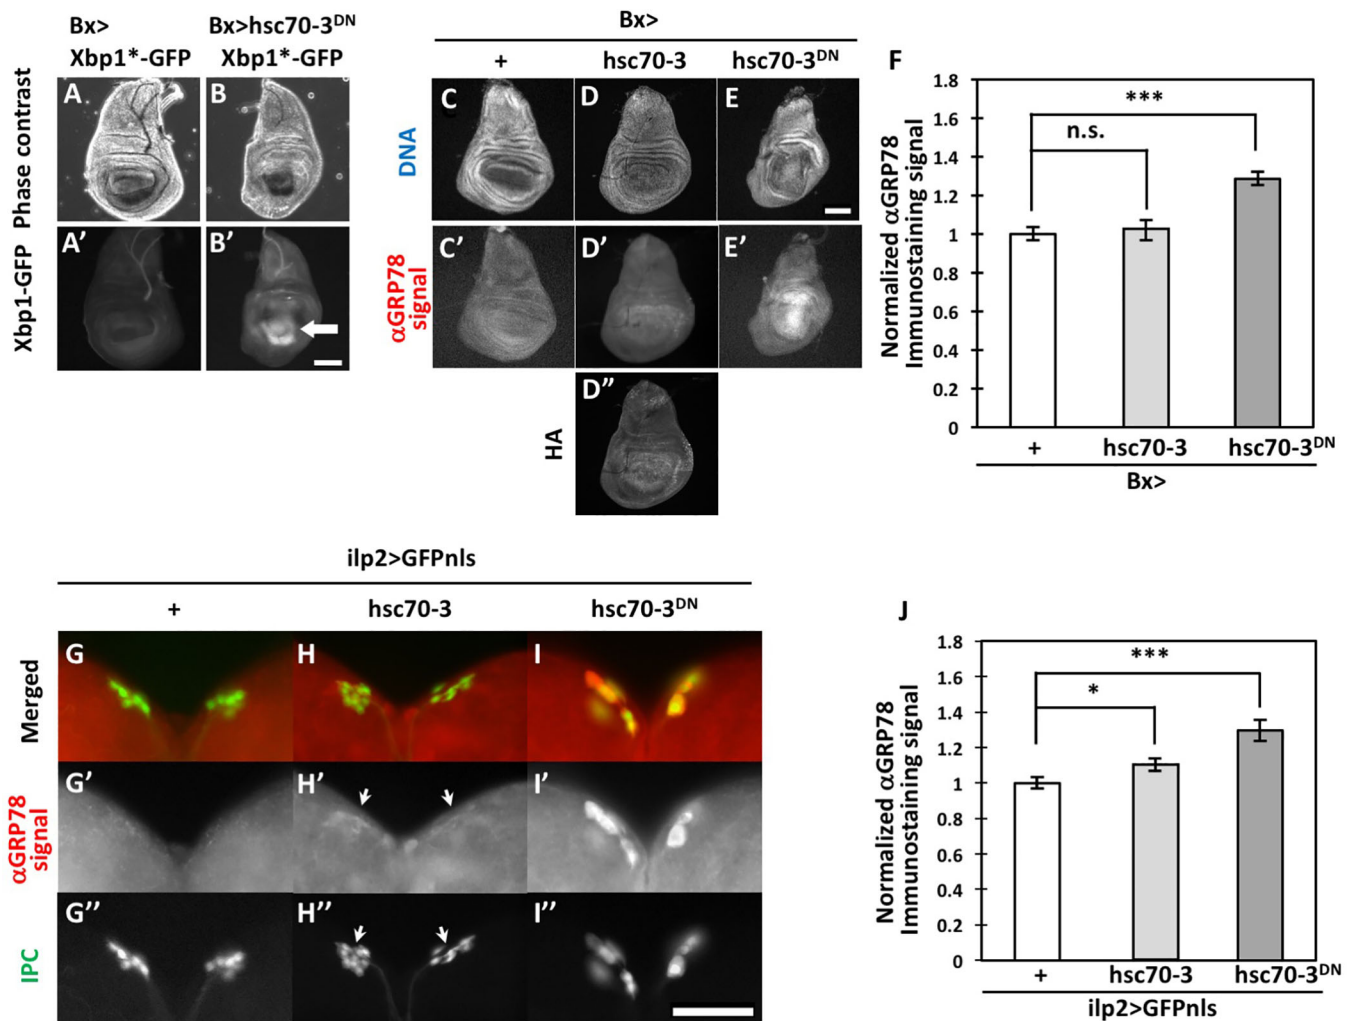 Bx>
Xbp1*-GFP
Bx>hsc70-3DN
Xbp1*-GFP
Phase contrast
Xbp1-GFP
A
B
A’
B’
Bx>
+
hsc70-3
hsc70-3DN
DNA
αGRP78
signal
HA
C
D
E
C’
D’
E’
D”
F
Normalized αGRP78
Immunostaining signal
1.8
1.6
1.4
1.2
1
0.8
0.6
0.4
0.2
0
***
n.s.
+
hsc70-3
hsc70-3DN
Bx>
ilp2>GFPnls
+
hsc70-3
hsc70-3DN
Merged
αGRP78
signal
IPC
G
H
I
G’
H’
I’
G’’
H’’
I’’
J
Normalized αGRP78
Immunostaining signal
1.8
1.6
1.4
1.2
1
0.8
0.6
0.4
0.2
0
***
*
+
hsc70-3
hsc70-3DN
ilp2>GFPnls